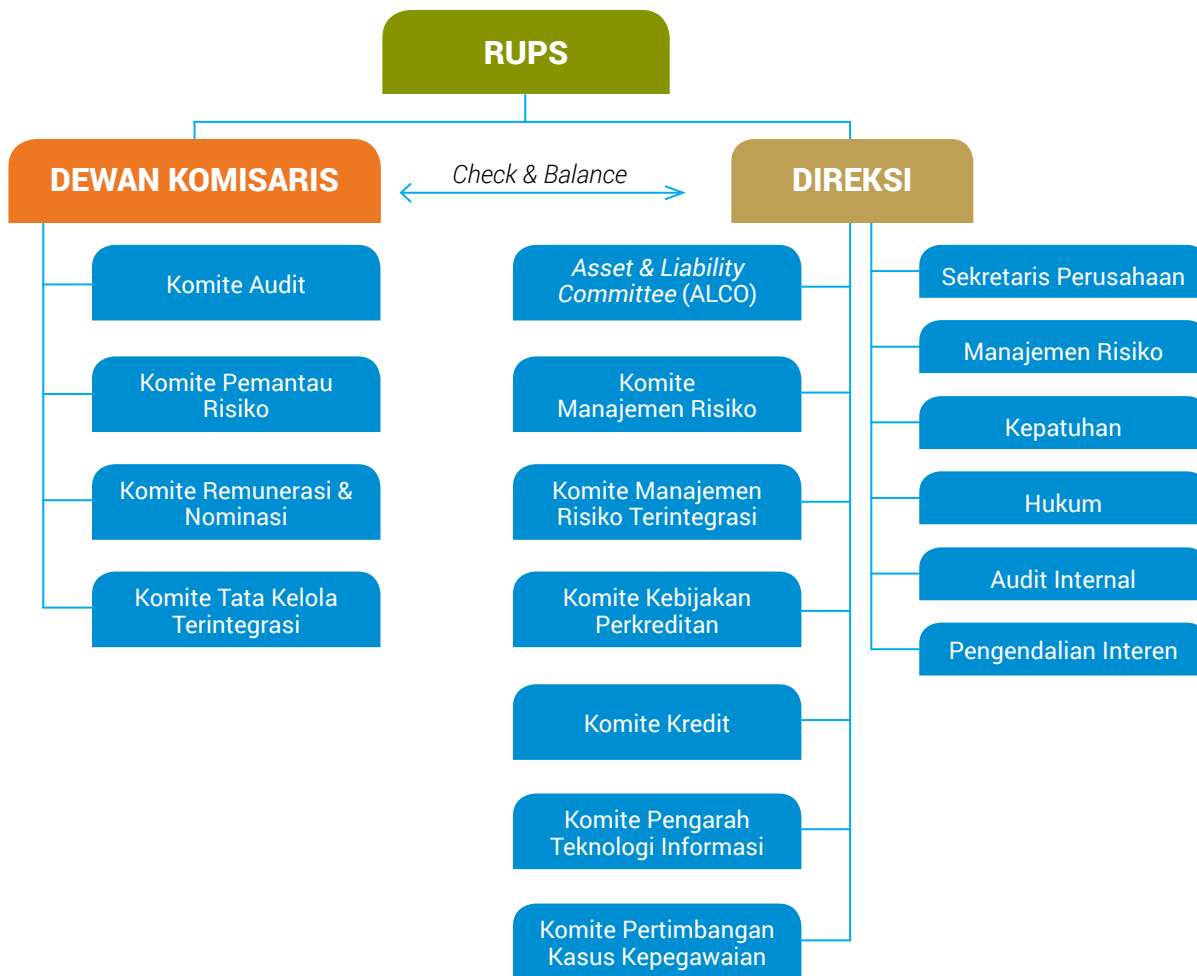 RUPS
DEWAN KOMISARIS
Check & Balance
DIREKSI
Komite Audit
Komite Pemantau
Risiko
Komite Remunerasi &
Nominasi
Komite Tata Kelola
Terintegrasi
Asset & Liability
Committee (ALCO)
Komite
Manajemen Risiko
Komite Manajemen
Risiko Terintegrasi
Komite Kebijakan
Perkreditan
Komite Kredit
Komite Pengarah
Teknologi Informasi
Komite Pertimbangan
Kasus Kepegawaian
Sekretaris Perusahaan
Manajemen Risiko
Kepatuhan
Hukum
Audit Internal
Pengendalian Interen